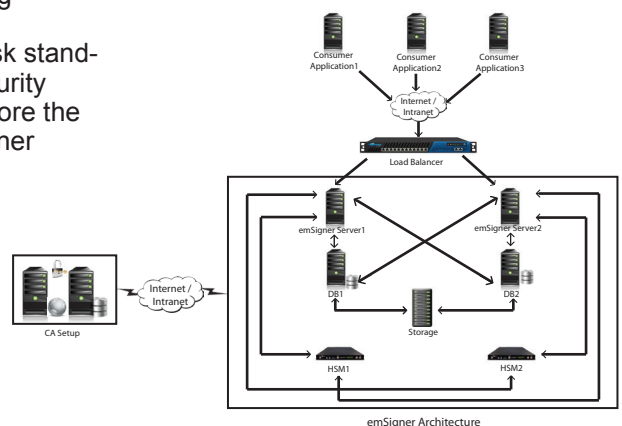 g
sk stand-
urity
ore the
ner
Consumer
Application1
Consumer
Application2
Consumer
Application3
Internet /
Intranet
Load Balancer
emSigner Server1
emSigner Server2
DB1
DB2
Storage
HSM1
HSM2
Internet /
Intranet
CA Setup
emSigner Architecture